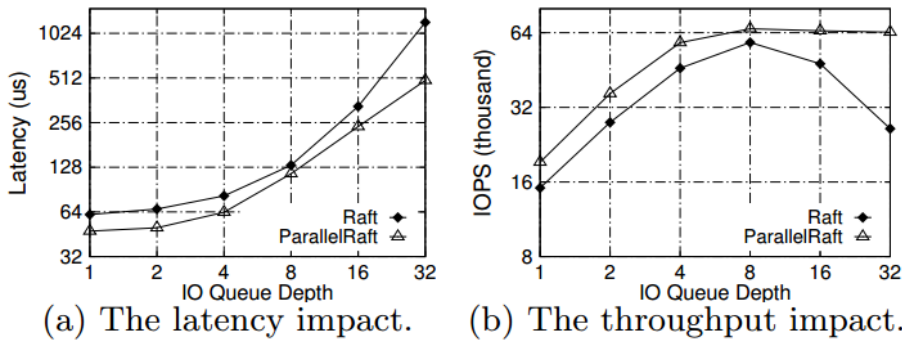 Latency (us)
1024
512
256
128
64
32
Raft
ParallelRaft
1 2 4 8 16 32
IO Queue Depth
(a) The latency impact.
IOPS (thousand)
64
32
16
8
Raft
ParallelRaft
1 2 4 8 16 32
IO Queue Depth
(b) The throughput impact.